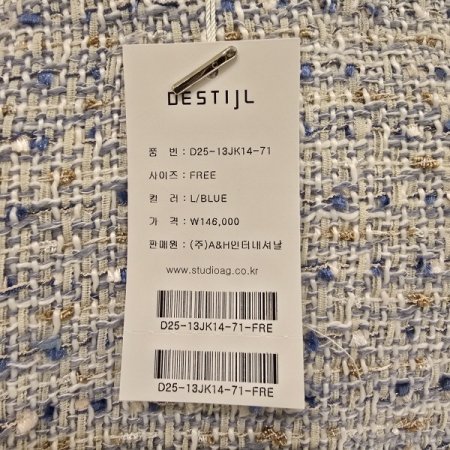 DESTIJL
품 번 : D25-13JK14-71
사이즈 : FREE
컬 러 : L/BLUE
가 격 : ₩146,000
판매원 : (주)A&H인터내셔날
www.studioag.co.kr
D25-13JK14-71-FRE
D25-13JK14-71-FRE